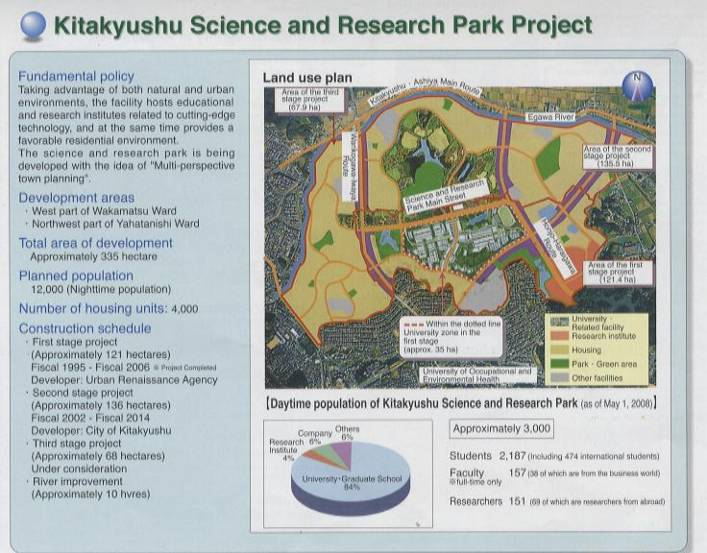 Kitakyushu Science and Research Park Project
Fundamental policy
Taking advantage of both natural and urban
environments, the facility hosts educational
and research institutes related to cutting-edge
technology, and at the same time provides a
favorable residential environment.
The science and research park is being
developed with the idea of "Multi-perspective
town planning".
Development areas
・West part of Wakamatsu Ward
・Northwest part of Yahatanishi Ward
Total area of development
Approximately 335 hectare
Planned population
12,000 (Nighttime population)
Number of housing units: 4,000
Construction schedule
・First stage project
(Approximately 121 hectares)
Fiscal 1995 - Fiscal 2006 ※ Project Completed
Developer: Urban Renaissance Agency
・Second stage project
(Approximately 136 hectares)
Fiscal 2002 - Fiscal 2014
Developer: City of Kitakyushu
・Third stage project
(Approximately 68 hectares)
Under consideration
・River improvement
(Approximately 10 hvres)
Land use plan
N
Area of the third
stage project
(67.9 ha)
Kitakyushu - Ashiya Main Route
Egawa River
Area of the second
stage project
(135.5 ha)
Route
Science and Research
Park Main Street
Route
Area of the first
stage project
(121.4 ha)
Within the dotted line
University zone in the
first stage
(approx. 35 ha)
University of Occupational and
Environmental Health
University -
Related facility
Research institute
Housing
Park・Green area
Other facilities
【Daytime population of Kitakyushu Science and Research Park (as of May 1, 2008)】
Company 6%
Others
6%
Research
Institute
4%
University・Graduate School
84%
Approximately 3,000
Students 2,187 (Including 474 international students)
Faculty 157 (38 of which are from the business world)
※full-time only
Researchers 151 (69 of which are researchers from abroad)